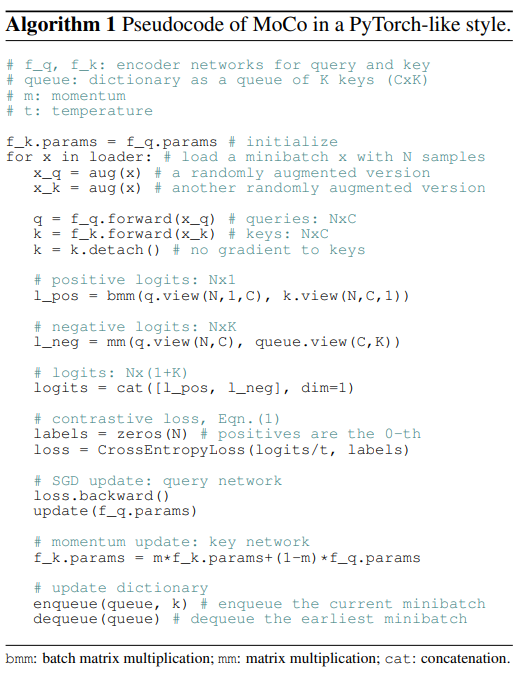 Algorithm 1 Pseudocode of MoCo in a PyTorch-like style.
# f_q, f_k: encoder networks for query and key
# queue: dictionary as a queue of K keys (CxK)
# m: momentum
# t: temperature
f_k.params = f_q.params # initialize
for x in loader: # load a minibatch x with N samples
x_q = aug(x) # a randomly augmented version
x_k = aug(x) # another randomly augmented version
q = f_q.forward(x_q) # queries: NxC
k = f_k.forward(x_k) # keys: NxC
k = k.detach() # no gradient to keys
# positive logits: Nx1
l_pos = bmm(q.view(N,1,C), k.view(N,C,1))
# negative logits: NxK
l_neg = mm(q.view(N,C), queue.view(C,K))
# logits: Nx(1+K)
logits = cat([l_pos, l_neg], dim=1)
# contrastive loss, Eqn.(1)
labels = zeros(N) # positives are the 0-th
loss = CrossEntropyLoss(logits/t, labels)
# SGD update: query network
loss.backward()
update(f_q.params)
# momentum update: key network
f_k.params = m*f_k.params+(1-m)*f_q.params
# update dictionary
enqueue(queue, k) # enqueue the current minibatch
dequeue(queue) # dequeue the earliest minibatch
bmm: batch matrix multiplication; mm: matrix multiplication; cat: concatenation.